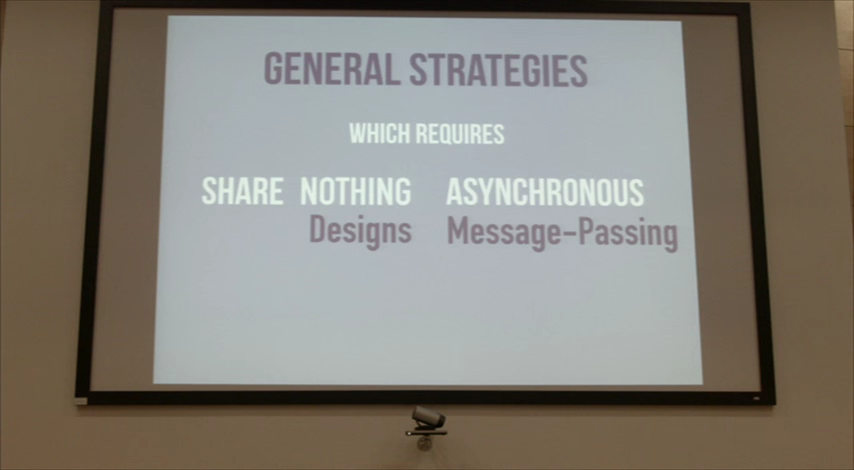 GENERAL STRATEGIES
WHICH REQUIRES
SHARE NOTHING ASYNCHRONOUS
Designs Message-Passing